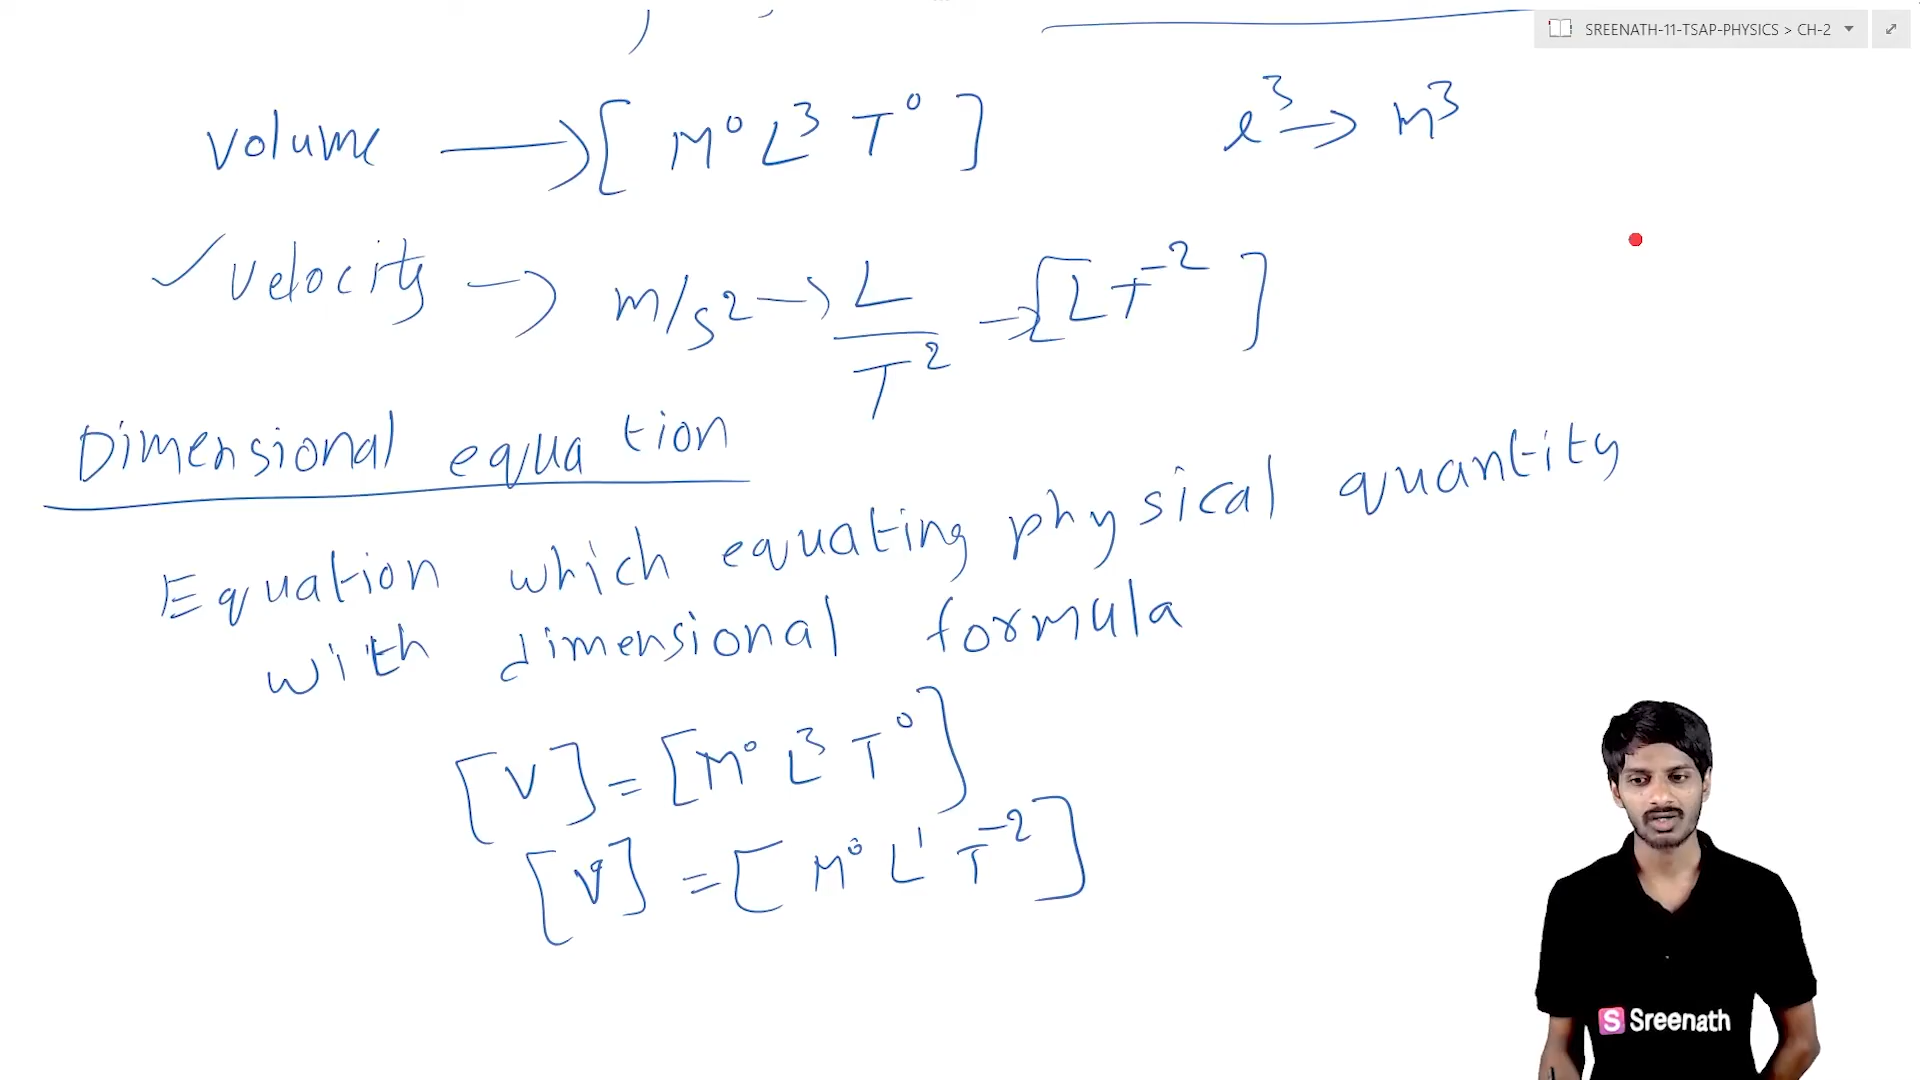 SREENATH-11-TSAP-PHYSICS > CH-2
volume → [ M⁰ L³ T⁰ ] l³ → m³
✓ velocity → m/s2 → L/T² → [L T⁻² ]
Dimensional equation
Equation which equating physical quantity
with dimensional formula
[V] = [M⁰ L³ T⁰]
[V] = [ M⁰ L¹ T⁻² ]
S Sreenath